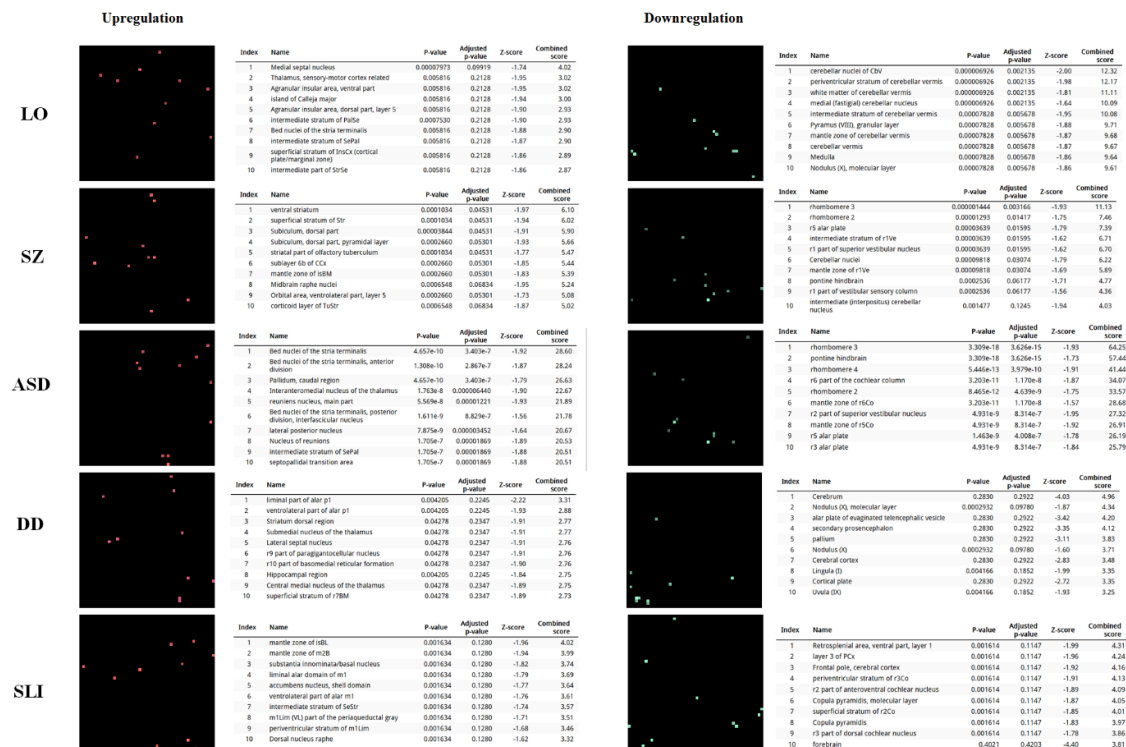 Upregulation
Downregulation
LO
Index Name P-value Adjusted p-value Z-score Combined score
1 Medial septal nucleus 0.00007973 0.09919 -1.74 4.02
2 Thalamus, sensory-motor cortex related 0.005816 0.2128 -1.95 3.02
3 Agranular insular area, ventral part 0.005816 0.2128 -1.95 3.02
4 island of Calleja major 0.005816 0.2128 -1.94 3.00
5 Agranular insular area, dorsal part, layer 5 0.005816 0.2128 -1.90 2.93
6 intermediate stratum of PalSe 0.0007530 0.2128 -1.90 2.93
7 Bed nuclei of the stria terminalis 0.005816 0.2128 -1.88 2.90
8 intermediate stratum of SePal 0.005816 0.2128 -1.87 2.90
9 superficial stratum of InsCx (cortical plate/marginal zone) 0.005816 0.2128 -1.86 2.89
10 intermediate part of StrSe 0.005816 0.2128 -1.86 2.87
Index Name P-value Adjusted p-value Z-score Combined score
1 cerebellar nuclei of CbV 0.000006926 0.002135 -2.00 12.32
2 periventricular stratum of cerebellar vermis 0.000006926 0.002135 -1.98 12.17
3 white matter of cerebellar vermis 0.000006926 0.002135 -1.81 11.11
4 medial (fastigial) cerebellar nucleus 0.000006926 0.002135 -1.64 10.09
5 intermediate stratum of cerebellar vermis 0.00007828 0.005678 -1.95 10.08
6 Pyramus (VIII), granular layer 0.00007828 0.005678 -1.88 9.71
7 mantle zone of cerebellar vermis 0.00007828 0.005678 -1.87 9.68
8 cerebellar vermis 0.00007828 0.005678 -1.87 9.67
9 Medulla 0.00007828 0.005678 -1.86 9.64
10 Nodulus (X), molecular layer 0.00007828 0.005678 -1.86 9.61
SZ
Index Name P-value Adjusted p-value Z-score Combined score
1 ventral striatum 0.0001034 0.04531 -1.97 6.10
2 superficial stratum of Str 0.0001034 0.04531 -1.94 6.02
3 Subiculum, dorsal part 0.00003844 0.04531 -1.91 5.90
4 Subiculum, dorsal part, pyramidal layer 0.0002660 0.05301 -1.93 5.66
5 striatal part of olfactory tuberculum 0.0001034 0.04531 -1.77 5.47
6 sublayer 6b of CCx 0.0002660 0.05301 -1.85 5.44
7 mantle zone of isBM 0.0002660 0.05301 -1.83 5.39
8 Midbrain raphe nuclei 0.0006548 0.06834 -1.95 5.24
9 Orbital area, ventrolateral part, layer 5 0.0002660 0.05301 -1.73 5.08
10 corticoid layer of TuStr 0.0006548 0.06834 -1.87 5.02
Index Name P-value Adjusted p-value Z-score Combined score
1 rhombomere 3 0.000001444 0.003166 -1.93 11.13
2 rhombomere 2 0.00001293 0.01417 -1.75 7.46
3 r5 alar plate 0.00003639 0.01595 -1.79 7.39
4 intermediate stratum of r1Ve 0.00003639 0.01595 -1.62 6.71
5 r1 part of superior vestibular nucleus 0.00003639 0.01595 -1.62 6.70
6 Cerebellar nuclei 0.00009818 0.03074 -1.79 6.22
7 mantle zone of r1Ve 0.00009818 0.03074 -1.69 5.89
8 pontine hindbrain 0.0002536 0.06177 -1.71 4.77
9 r1 part of vestibular sensory column 0.0002536 0.06177 -1.56 4.36
10 intermediate (interpositus) cerebellar nucleus 0.001477 0.1245 -1.94 4.03
ASD
Index Name P-value Adjusted p-value Z-score Combined score
1 Bed nuclei of the stria terminalis 4.657e-10 3.403e-7 -1.92 28.60
2 Bed nuclei of the stria terminalis, anterior division 1.308e-10 2.867e-7 -1.87 28.24
3 Pallidum, caudal region 4.657e-10 3.403e-7 -1.79 26.63
4 Interanteromedial nucleus of the thalamus 1.763e-8 0.000006440 -1.90 22.67
5 reuniens nucleus, main part 5.569e-8 0.00001221 -1.93 21.89
6 Bed nuclei of the stria terminalis, posterior division, interfascicular nucleus 1.611e-9 8.829e-7 -1.56 21.78
7 lateral posterior nucleus 7.875e-9 0.000003452 -1.64 20.67
8 Nucleus of reunions 1.705e-7 0.00001869 -1.89 20.53
9 intermediate stratum of SePal 1.705e-7 0.00001869 -1.88 20.51
10 septopallidal transition area 1.705e-7 0.00001869 -1.88 20.51
Index Name P-value Adjusted p-value Z-score Combined score
1 rhombomere 3 3.309e-18 3.626e-15 -1.93 64.25
2 pontine hindbrain 3.309e-18 3.626e-15 -1.73 57.44
3 rhombomere 4 5.446e-13 3.979e-10 -1.91 41.44
4 r6 part of the cochlear column 3.203e-11 1.170e-8 -1.87 34.07
5 rhombomere 2 8.465e-12 4.639e-9 -1.75 33.57
6 mantle zone of r6Co 3.203e-11 1.170e-8 -1.57 28.68
7 r2 part of superior vestibular nucleus 4.931e-9 8.314e-7 -1.95 27.32
8 mantle zone of r5Co 4.931e-9 8.314e-7 -1.92 26.91
9 r5 alar plate 1.463e-9 4.008e-7 -1.78 26.19
10 r3 alar plate 4.931e-9 8.314e-7 -1.84 25.79
DD
Index Name P-value Adjusted p-value Z-score Combined score
1 liminal part of alar p1 0.004205 0.2245 -2.22 3.31
2 ventrolateral part of alar p1 0.004205 0.2245 -1.93 2.88
3 Striatum dorsal region 0.04278 0.2347 -1.91 2.77
4 Submedial nucleus of the thalamus 0.04278 0.2347 -1.91 2.76
5 Lateral septal nucleus 0.04278 0.2347 -1.91 2.76
6 r9 part of paragigantocellular nucleus 0.04278 0.2347 -1.91 2.76
7 r10 part of basomedial reticular formation 0.04278 0.2347 -1.90 2.76
8 Hippocampal region 0.004205 0.2245 -1.84 2.75
9 Central medial nucleus of the thalamus 0.04278 0.2347 -1.89 2.75
10 superficial stratum of r7BM 0.04278 0.2347 -1.89 2.73
Index Name P-value Adjusted p-value Z-score Combined score
1 Cerebrum 0.2830 0.2922 -4.03 4.96
2 Nodulus (X), molecular layer 0.0002932 0.09780 -1.87 4.34
3 alar plate of evaginated telencephalic vesicle 0.2830 0.2922 -3.42 4.20
4 secondary prosencephalon 0.2830 0.2922 -3.35 4.12
5 pallium 0.2830 0.2922 -3.11 3.83
6 Nodulus (X) 0.0002932 0.09780 -1.60 3.71
7 Cerebral cortex 0.2830 0.2922 -2.83 3.48
8 Lingula (I) 0.004166 0.1852 -1.99 3.35
9 Cortical plate 0.2830 0.2922 -2.72 3.35
10 Uvula (IX) 0.004166 0.1852 -1.93 3.25
SLI
Index Name P-value Adjusted p-value Z-score Combined score
1 mantle zone of isBL 0.001634 0.1280 -1.96 4.02
2 mantle zone of m2B 0.001634 0.1280 -1.94 3.99
3 substantia innominata/basal nucleus 0.001634 0.1280 -1.82 3.74
4 liminal alar domain of m1 0.001634 0.1280 -1.79 3.69
5 accumbens nucleus, shell domain 0.001634 0.1280 -1.77 3.64
6 ventrolateral part of alar m1 0.001634 0.1280 -1.76 3.61
7 intermediate stratum of SeStr 0.001634 0.1280 -1.74 3.57
8 m1Lim (VL) part of the periaqueductal gray 0.001634 0.1280 -1.71 3.51
9 periventricular stratum of m1Lim 0.001634 0.1280 -1.68 3.46
10 Dorsal nucleus raphe 0.001634 0.1280 -1.62 3.32
Index Name P-value Adjusted p-value Z-score Combined score
1 Retrosplenial area, ventral part, layer 1 0.001614 0.1147 -1.99 4.31
2 layer 3 of PCx 0.001614 0.1147 -1.96 4.24
3 Frontal pole, cerebral cortex 0.001614 0.1147 -1.92 4.16
4 periventricular stratum of r3Co 0.001614 0.1147 -1.91 4.13
5 r2 part of anteroventral cochlear nucleus 0.001614 0.1147 -1.89 4.09
6 Copula pyramidis, molecular layer 0.001614 0.1147 -1.87 4.05
7 superficial stratum of r2Co 0.001614 0.1147 -1.85 4.01
8 Copula pyramidis 0.001614 0.1147 -1.83 3.97
9 r3 part of dorsal cochlear nucleus 0.001614 0.1147 -1.78 3.86
10 forebrain 0.4021 0.4203 -4.40 3.81